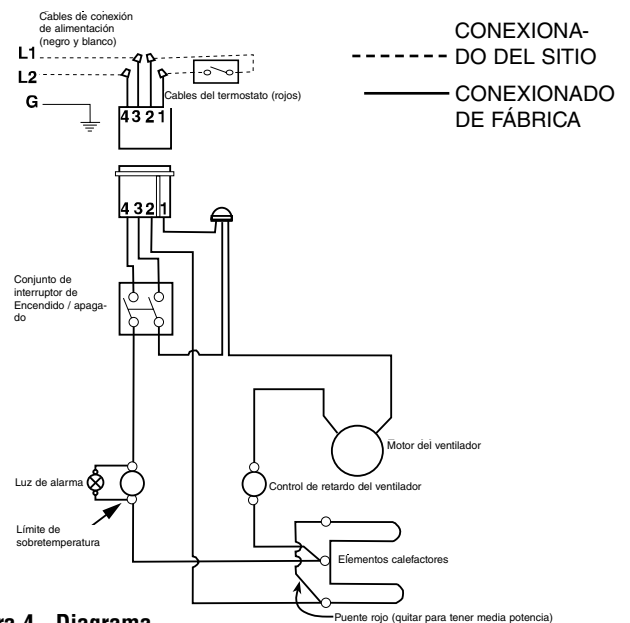 Cables de conexión
de alimentación
(negro y blanco)
L1
L2
G
Cables del termostato (rojos)
4 3 2 1
CONEXIONA-
DO DEL SITIO
CONEXIONADO
DE FÁBRICA
4 3 2 1
Conjunto de
interruptor de
Encendido / apaga-
do
Motor del ventilador
Luz de alarma
Control de retardo del ventilador
Límite de
sobretemperatura
Elementos calefactores
Puente rojo (quitar para tener media potencia)
ra 4 - Diagrama